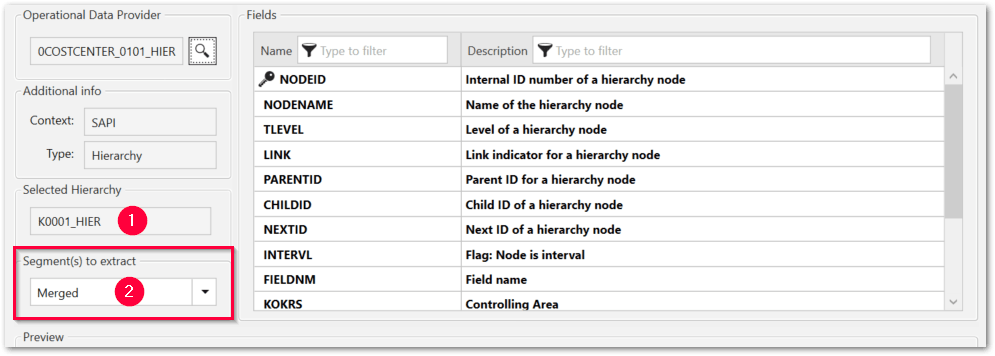 Operational Data Provider
0COSTCENTER_0101_HIER
Additional info
Context: SAPI
Type: Hierarchy
Selected Hierarchy
K0001_HIER 1
Segment(s) to extract
Merged 2
Fields
Name Type to filter Description Type to filter
NODEID Internal ID number of a hierarchy node
NODENAME Name of the hierarchy node
TLEVEL Level of a hierarchy node
LINK Link indicator for a hierarchy node
PARENTID Parent ID for a hierarchy node
CHILDID Child ID of a hierarchy node
NEXTID Next ID of a hierarchy node
INTERVL Flag: Node is interval
FIELDNM Field name
KOKRS Controlling Area
Preview